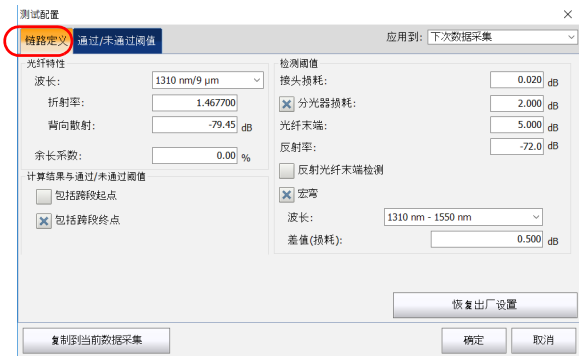 测试配置
链路定义 通过/未通过阈值 应用到: 下次数据采集
光纤特性
波长: 1310 nm/9 µm
折射率: 1.467700
背向散射: -79.45 dB
余长系数: 0.00 %
计算结果与通过/未通过阈值
包括跨段起点
包括跨段终点
检测阈值
接头损耗: 0.020 dB
分光器损耗: 2.000 dB
光纤末端: 5.000 dB
反射率: -72.0 dB
反射光纤末端检测
宏弯
波长: 1310 nm - 1550 nm
差值(损耗): 0.500 dB
恢复出厂设置
复制到当前数据采集 确定 取消